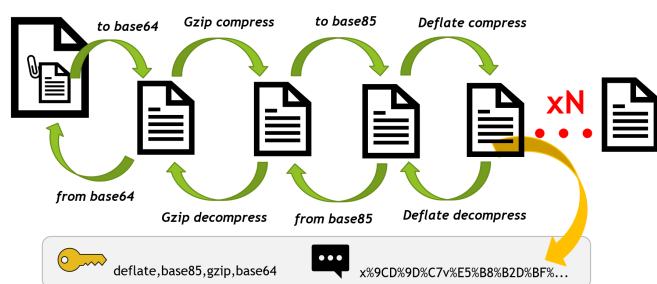 to base64
Gzip compress
to base85
Deflate compress
xN
from base64
Gzip decompress
from base85
Deflate decompress
deflate,base85,gzip,base64
x%9CD%9D%C7v%E5%B8%B2D%BF%...